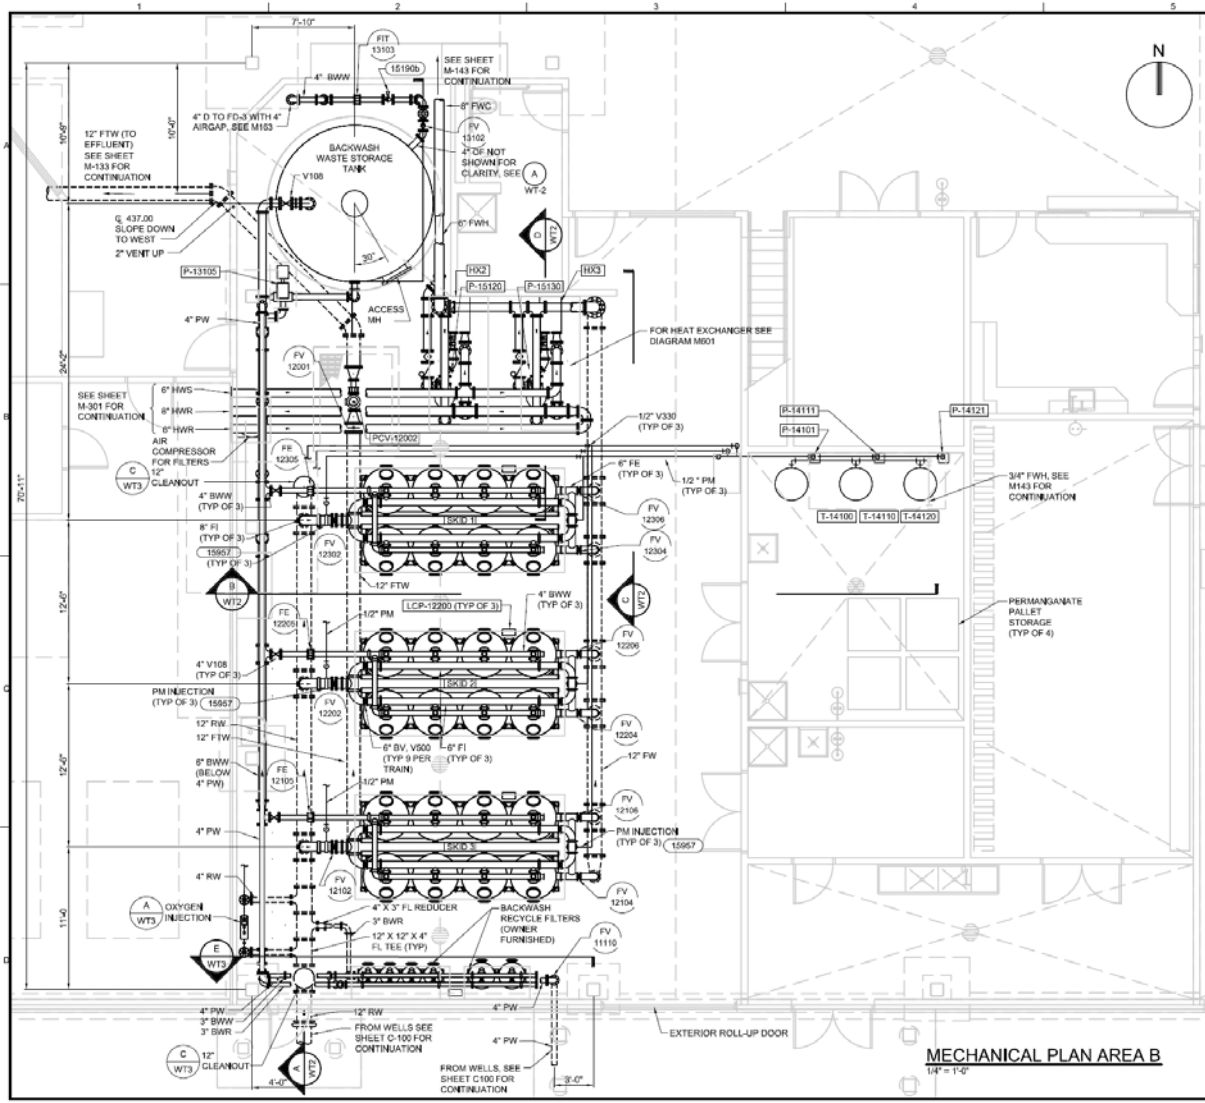 1 2 3 4 5
A
B
C
D
7'-10"
FIT
13103
15190b
4" BWW
SEE SHEET
M-143 FOR
CONTINUATION
N
8" FWC
4" D TO FD-3 WITH 4"
AIRGAP, SEE M163
FV
13102
12" FTW (TO
EFFLUENT)
SEE SHEET
M-133 FOR
CONTINUATION
10'-9"
10'-0"
BACKWASH
WASTE STORAGE
TANK
4" OF NOT
SHOWN FOR
CLARITY, SEE
A
WT-2
V108
℄ 437.00
SLOPE DOWN
TO WEST
2" VENT UP
6" FWH
D
WT2
30°
P-13105
HX2
HX3
P-15120
P-15130
ACCESS
MH
4" PW
FOR HEAT EXCHANGER SEE
DIAGRAM M601
24'-2"
FV
12001
SEE SHEET
M-301 FOR
CONTINUATION
6" HWS
8" HWR
6" HWR
1/2" V330
(TYP OF 3)
P-14111
P-14121
P-14101
AIR
COMPRESSOR
FOR FILTERS
PCV-12002
FE
12305
C
WT3
12"
CLEANOUT
6" FE
(TYP OF 3)
1/2" PM
(TYP OF 3)
3/4" FWH, SEE
M143 FOR
CONTINUATION
70'-11"
4" BWW
(TYP OF 3)
FV
12306
T-14100
T-14110
T-14120
SKID 1
8" FI
(TYP OF 3)
15957
(TYP OF 3)
FV
12302
FV
12304
12" FTW
B
WT2
C
WT2
12'-6"
LCP-12200 (TYP OF 3)
4" BWW
(TYP OF 3)
FE
12205
1/2" PM
PERMANGANATE
PALLET
STORAGE
(TYP OF 4)
FV
12206
4" V108
(TYP OF 3)
SKID 2
PM INJECTION
(TYP OF 3)
15957
FV
12202
FV
12204
12" RW
12" FTW
6" BV, V500
(TYP 9 PER
TRAIN)
6" FI
(TYP OF 3)
12" FW
6" BWW
(BELOW
4" PW)
12'-6"
FE
12105
1/2" PM
FV
12106
4" PW
PM INJECTION
(TYP OF 3)
15957
SKID 3
4" RW
FV
12102
FV
12104
A
WT3
OXYGEN
INJECTION
11'-0
4" X 3" FL REDUCER
3" BWR
BACKWASH
RECYCLE FILTERS
(OWNER
FURNISHED)
12" X 12" X 4"
FL TEE (TYP)
FV
11110
E
WT3
4" PW
3" BWW
3" BWR
12" RW
4" PW
FROM WELLS SEE
SHEET C-100 FOR
CONTINUATION
EXTERIOR ROLL-UP DOOR
C
WT3
12"
CLEANOUT
4" PW
A
WT2
4'-0"
FROM WELLS, SEE
SHEET C100 FOR
CONTINUATION
3'-0"
MECHANICAL PLAN AREA B
1/4" = 1'-0"